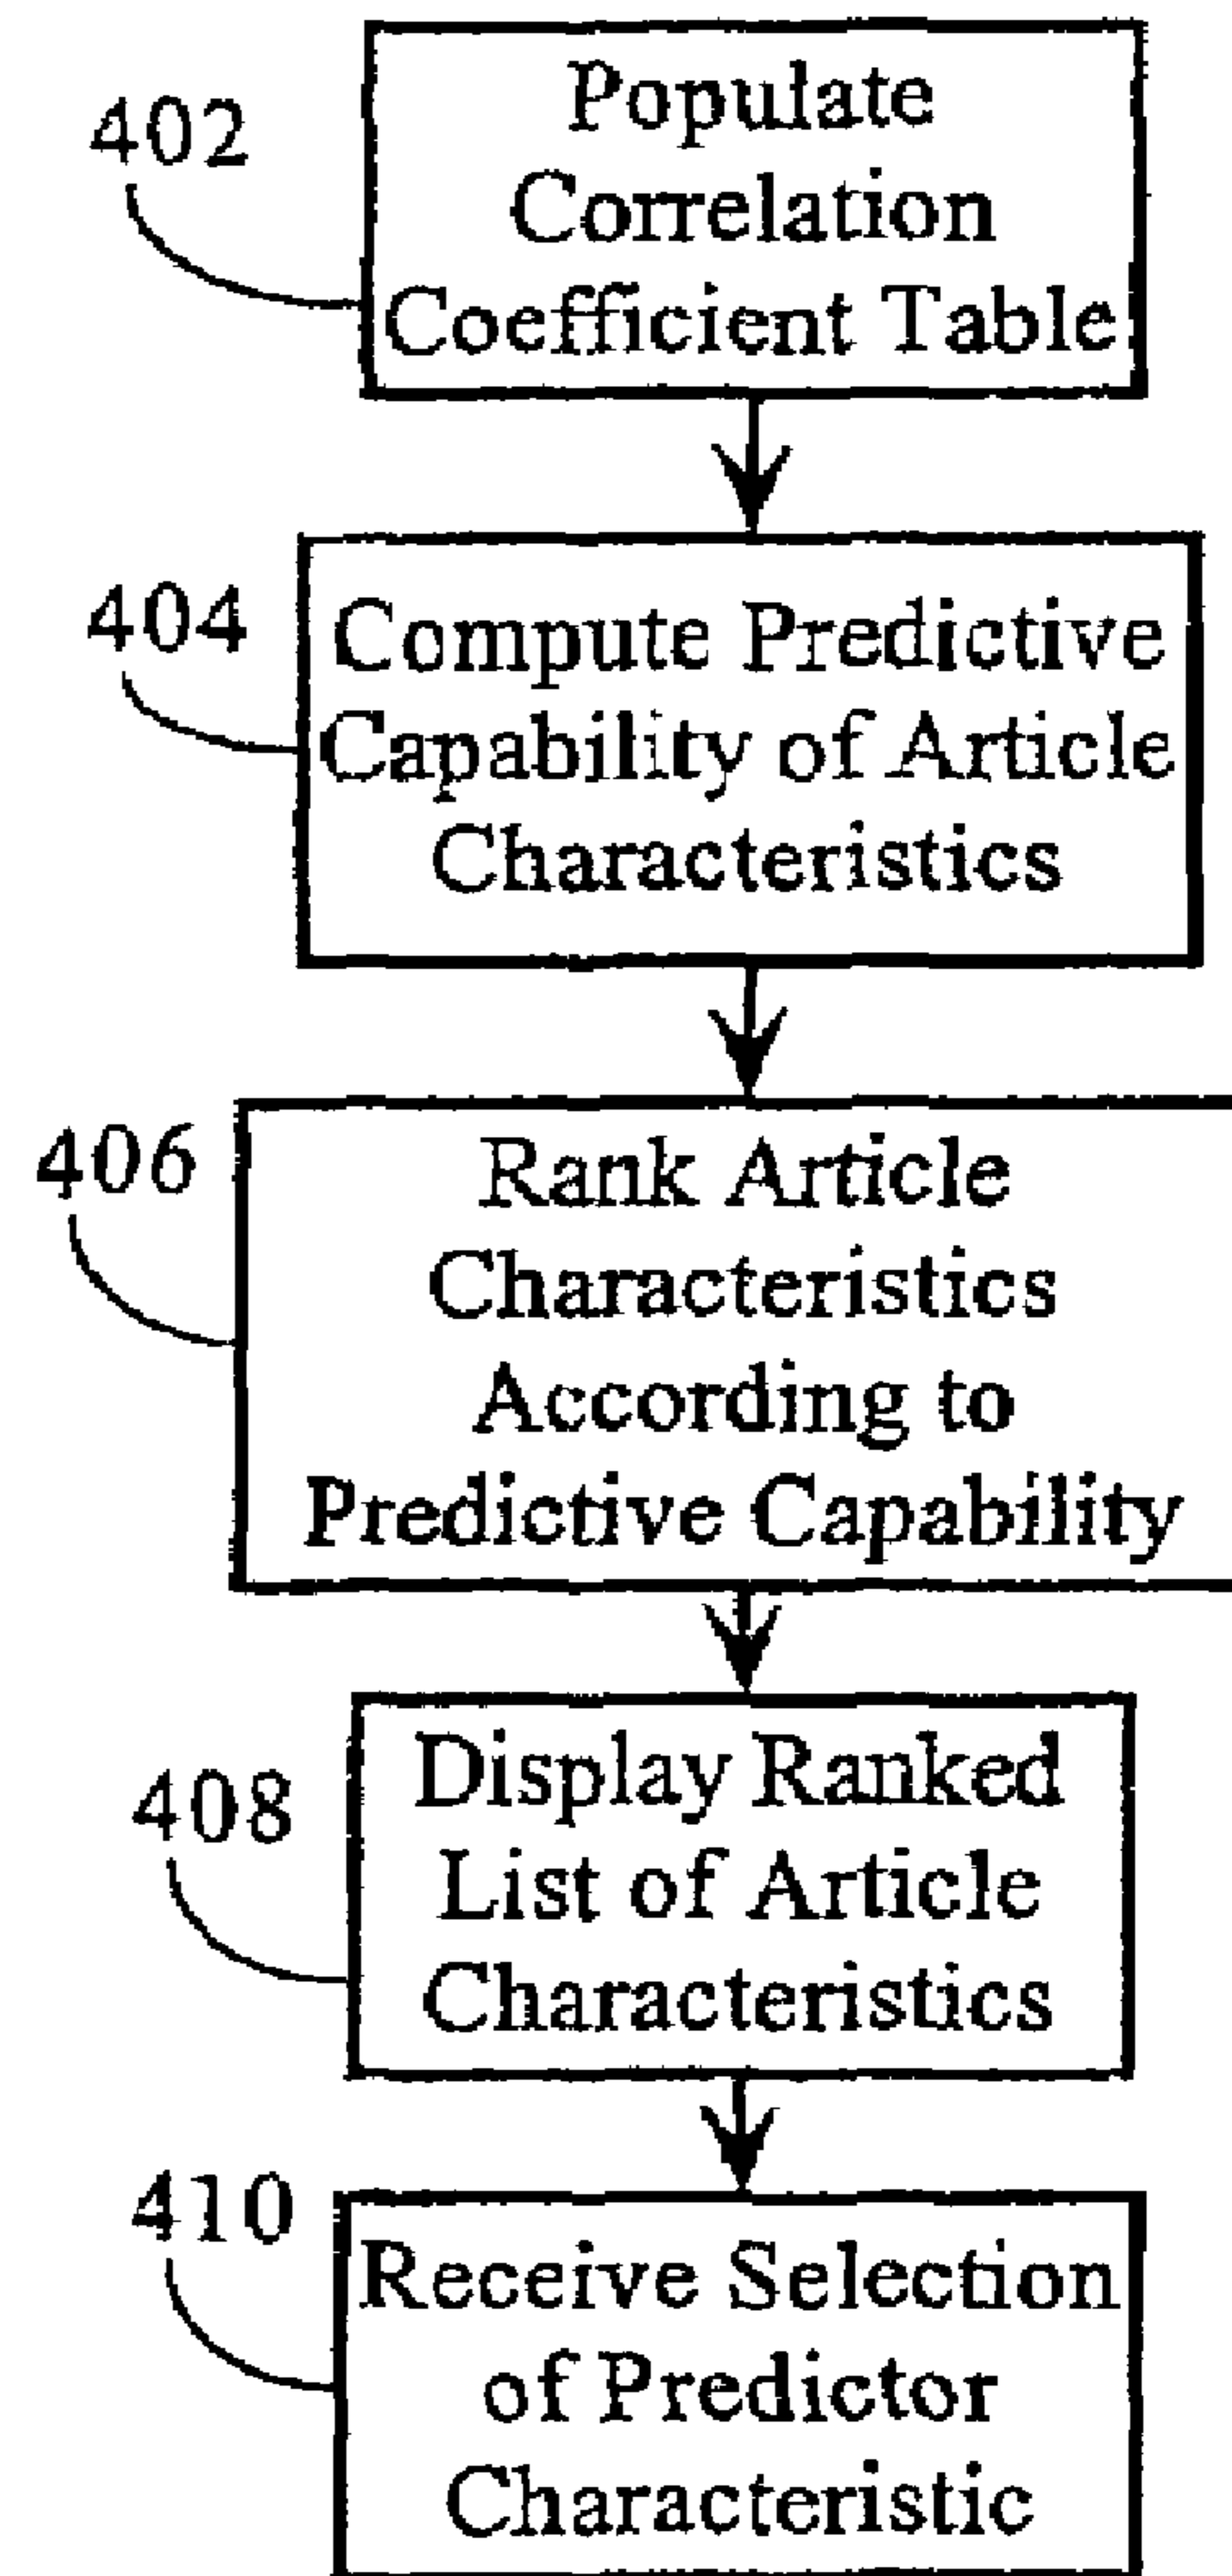 402
Populate
Correlation
Coefficient Table
404
Compute Predictive
Capability of Article
Characteristics
406
Rank Article
Characteristics
According to
Predictive Capability
408
Display Ranked
List of Article
Characteristics
410
Receive Selection
of Predictor
Characteristic